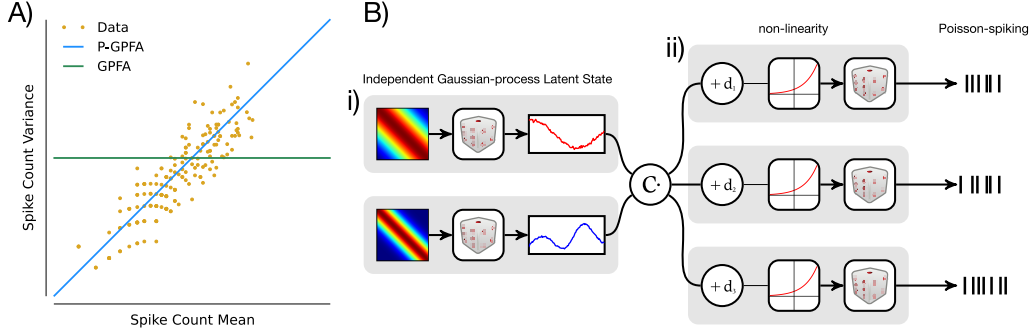 A)
Data
P-GPFA
GPFA
Spike Count Variance
Spike Count Mean
B)
Independent Gaussian-process Latent State
i)
C·
ii)
non-linearity
Poisson-spiking
+ d₁
+ d₂
+ d₃